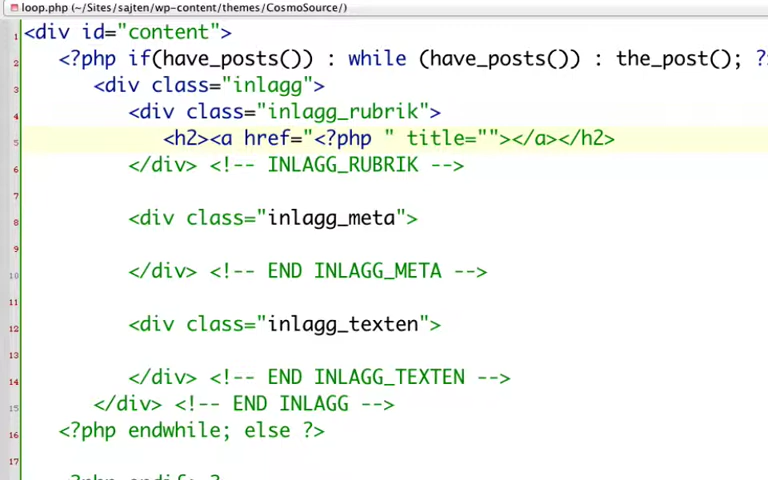 loop.php (~/Sites/sajten/wp-content/themes/CosmoSource/)
1 <div id="content">
2 <?php if(have_posts()) : while (have_posts()) : the_post(); ?
3 <div class="inlagg">
4 <div class="inlagg_rubrik">
5 <h2><a href="<?php " title=""></a></h2>
6 </div> <!-- INLAGG_RUBRIK -->
7
8 <div class="inlagg_meta">
9
10 </div> <!-- END INLAGG_META -->
11
12 <div class="inlagg_texten">
13
14 </div> <!-- END INLAGG_TEXTEN -->
15 </div> <!-- END INLAGG -->
16 <?php endwhile; else ?>
17
<?php endif; ?